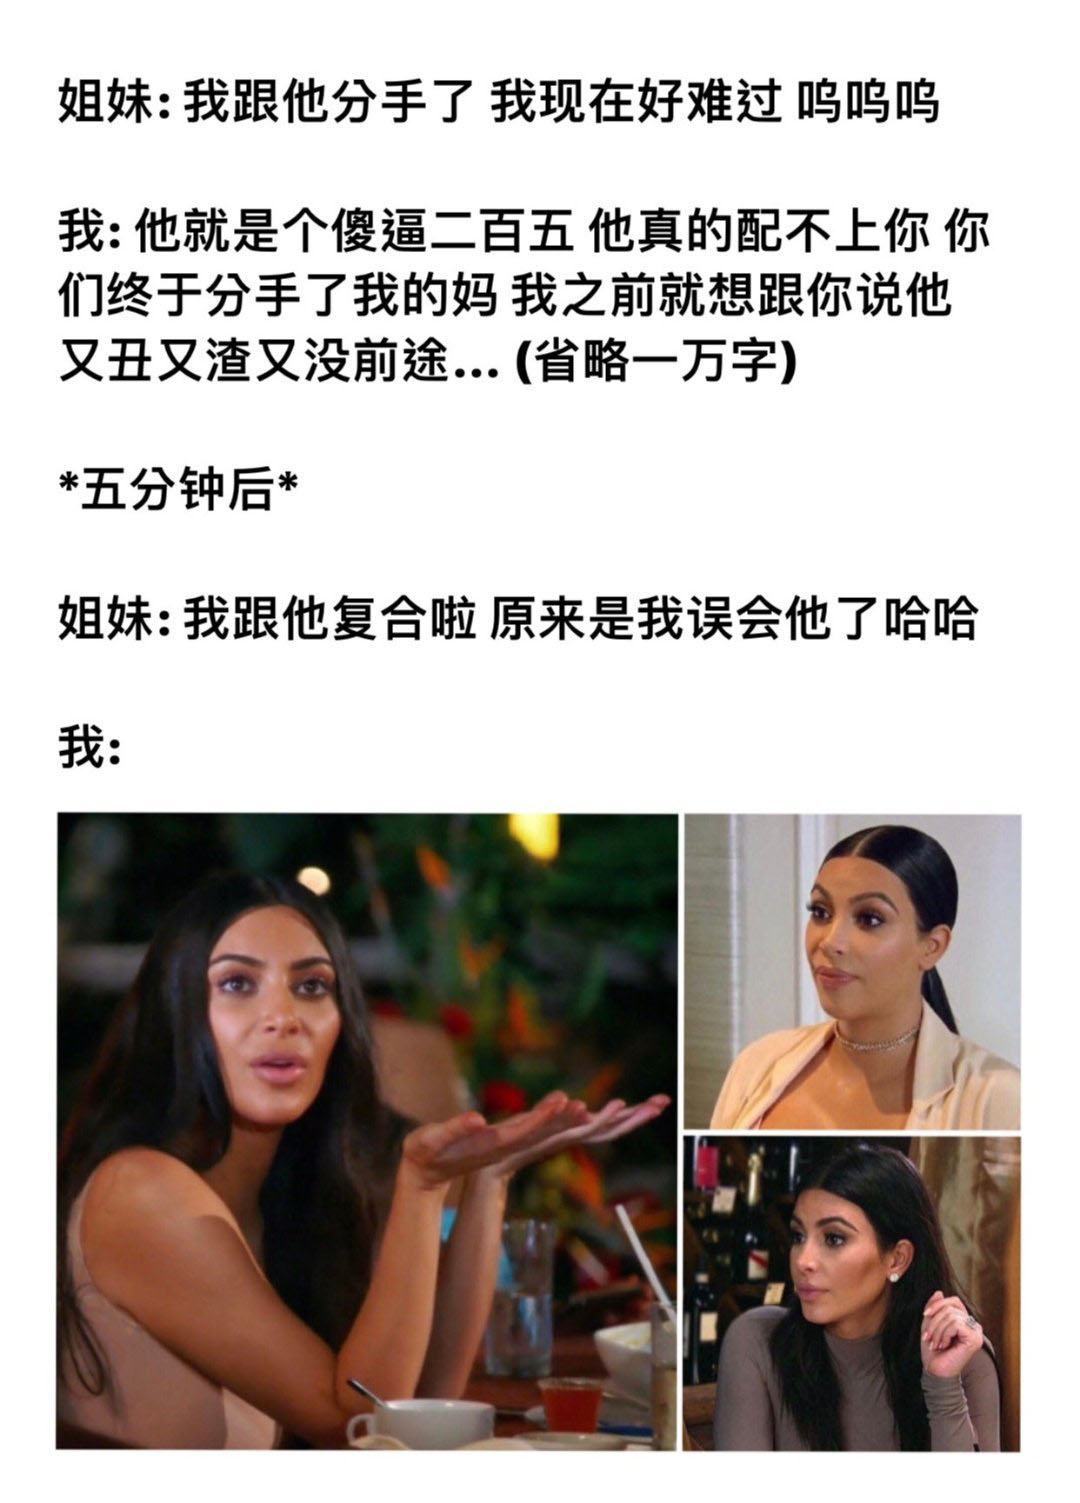 姐妹: 我跟他分手了 我现在好难过 呜呜呜
我: 他就是个傻逼二百五 他真的配不上你 你
们终于分手了我的妈 我之前就想跟你说他
又丑又渣又没前途... (省略一万字)
*五分钟后*
姐妹: 我跟他复合啦 原来是我误会他了哈哈
我: